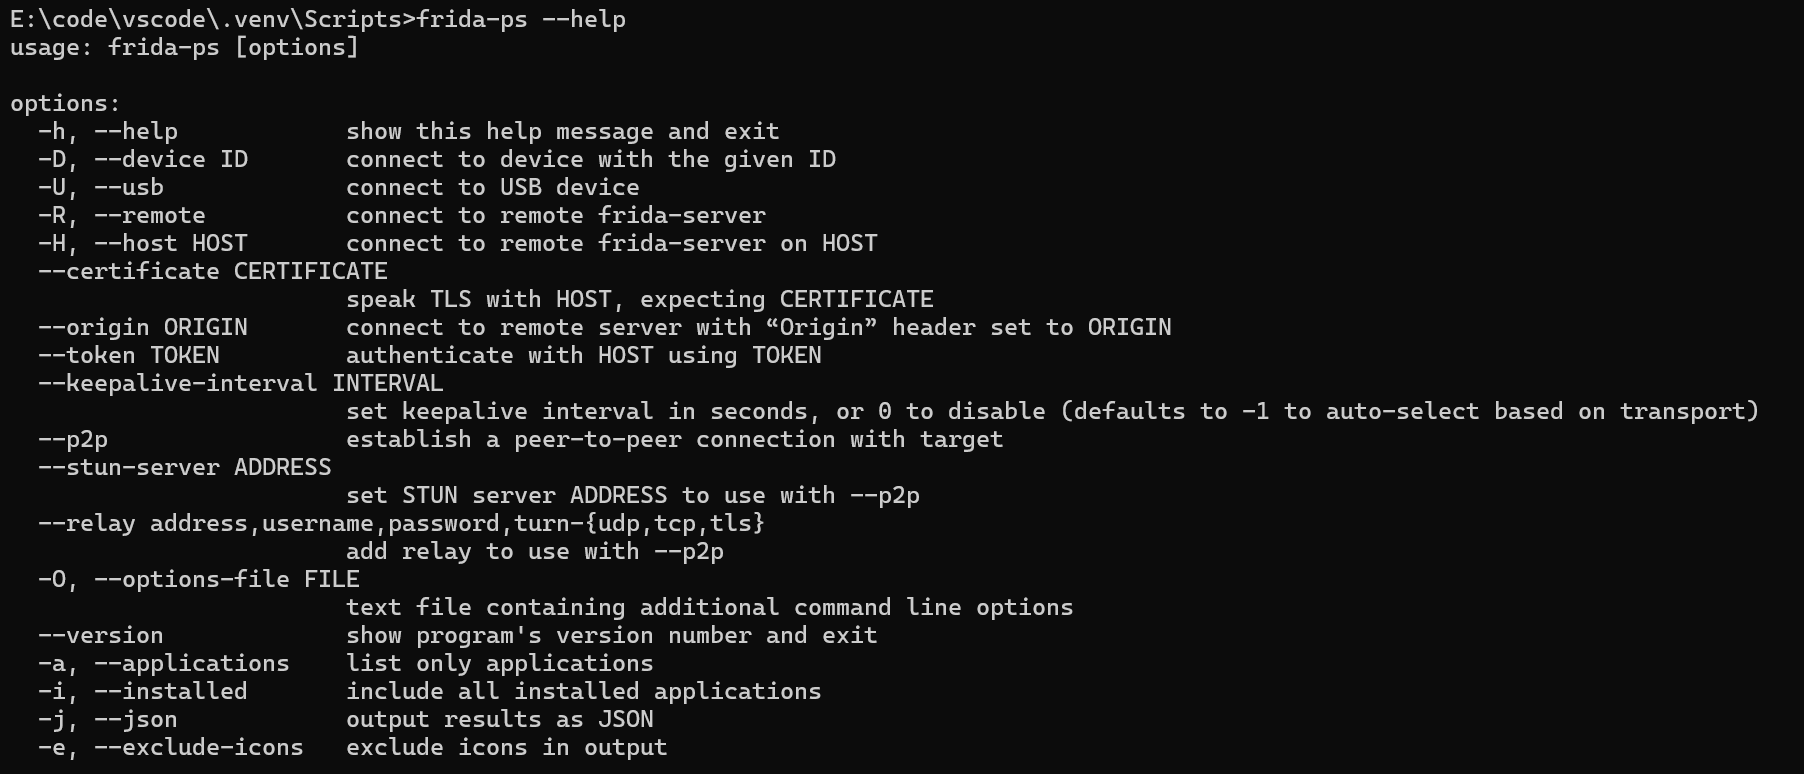 E:\code\vscode\.venv\Scripts>frida-ps --help
usage: frida-ps [options]

options:
  -h, --help            show this help message and exit
  -D, --device ID       connect to device with the given ID
  -U, --usb             connect to USB device
  -R, --remote          connect to remote frida-server
  -H, --host HOST       connect to remote frida-server on HOST
  --certificate CERTIFICATE
                        speak TLS with HOST, expecting CERTIFICATE
  --origin ORIGIN       connect to remote server with “Origin” header set to ORIGIN
  --token TOKEN         authenticate with HOST using TOKEN
  --keepalive-interval INTERVAL
                        set keepalive interval in seconds, or 0 to disable (defaults to -1 to auto-select based on transport)
  --p2p                 establish a peer-to-peer connection with target
  --stun-server ADDRESS
                        set STUN server ADDRESS to use with --p2p
  --relay address,username,password,turn-{udp,tcp,tls}
                        add relay to use with --p2p
  -O, --options-file FILE
                        text file containing additional command line options
  --version             show program's version number and exit
  -a, --applications    list only applications
  -i, --installed       include all installed applications
  -j, --json            output results as JSON
  -e, --exclude-icons   exclude icons in output